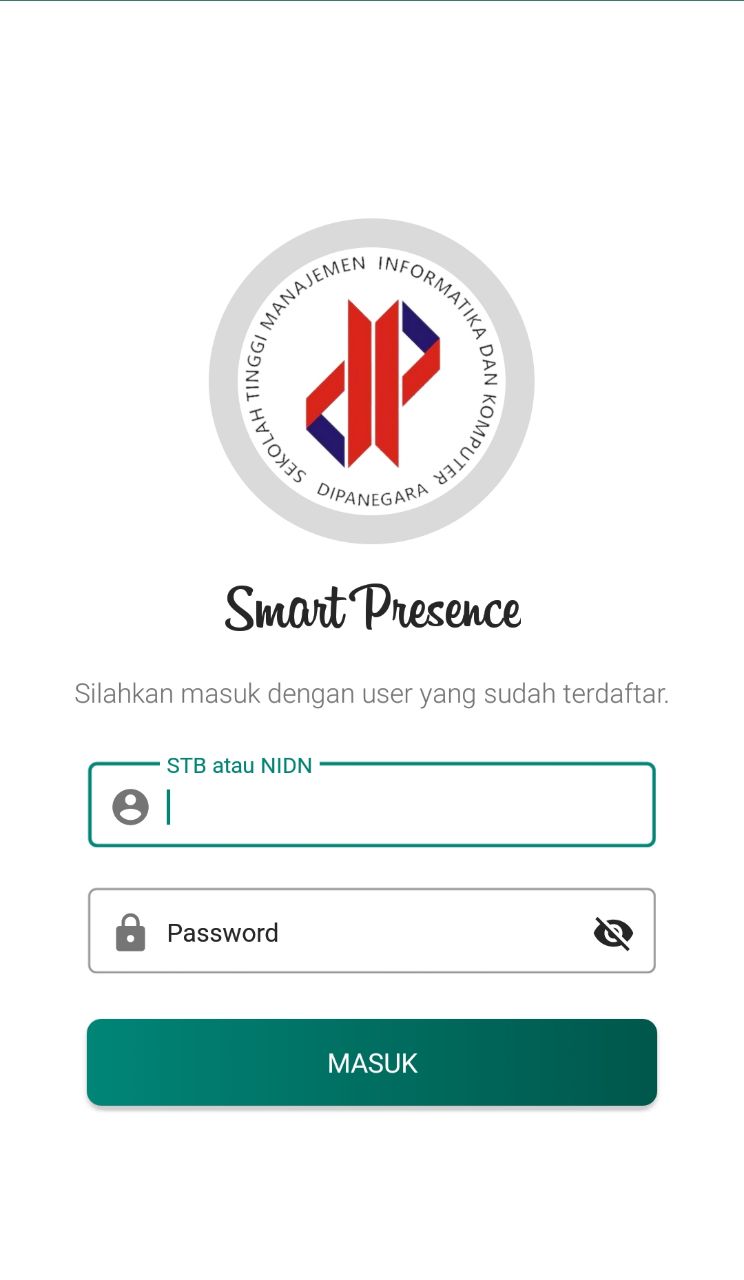 SEKOLAH TINGGI MANAJEMEN INFORMATIKA DAN KOMPUTER
DIPANEGARA
Smart Presence
Silahkan masuk dengan user yang sudah terdaftar.
STB atau NIDN
Password
MASUK